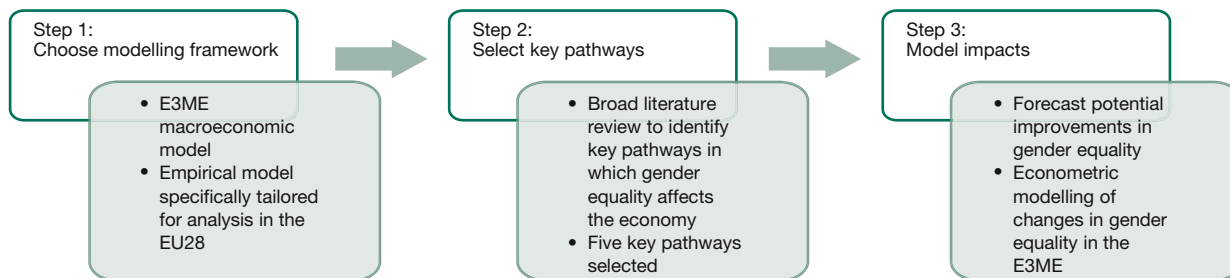 Step 1:
Choose modelling framework
• E3ME
macroeconomic
model
• Empirical model
specifically tailored
for analysis in the
EU28
Step 2:
Select key pathways
• Broad literature
review to identify
key pathways in
which gender
equality affects
the economy
• Five key pathways
selected
Step 3:
Model impacts
• Forecast potential
improvements in
gender equality
• Econometric
modelling of
changes in gender
equality in the
E3ME